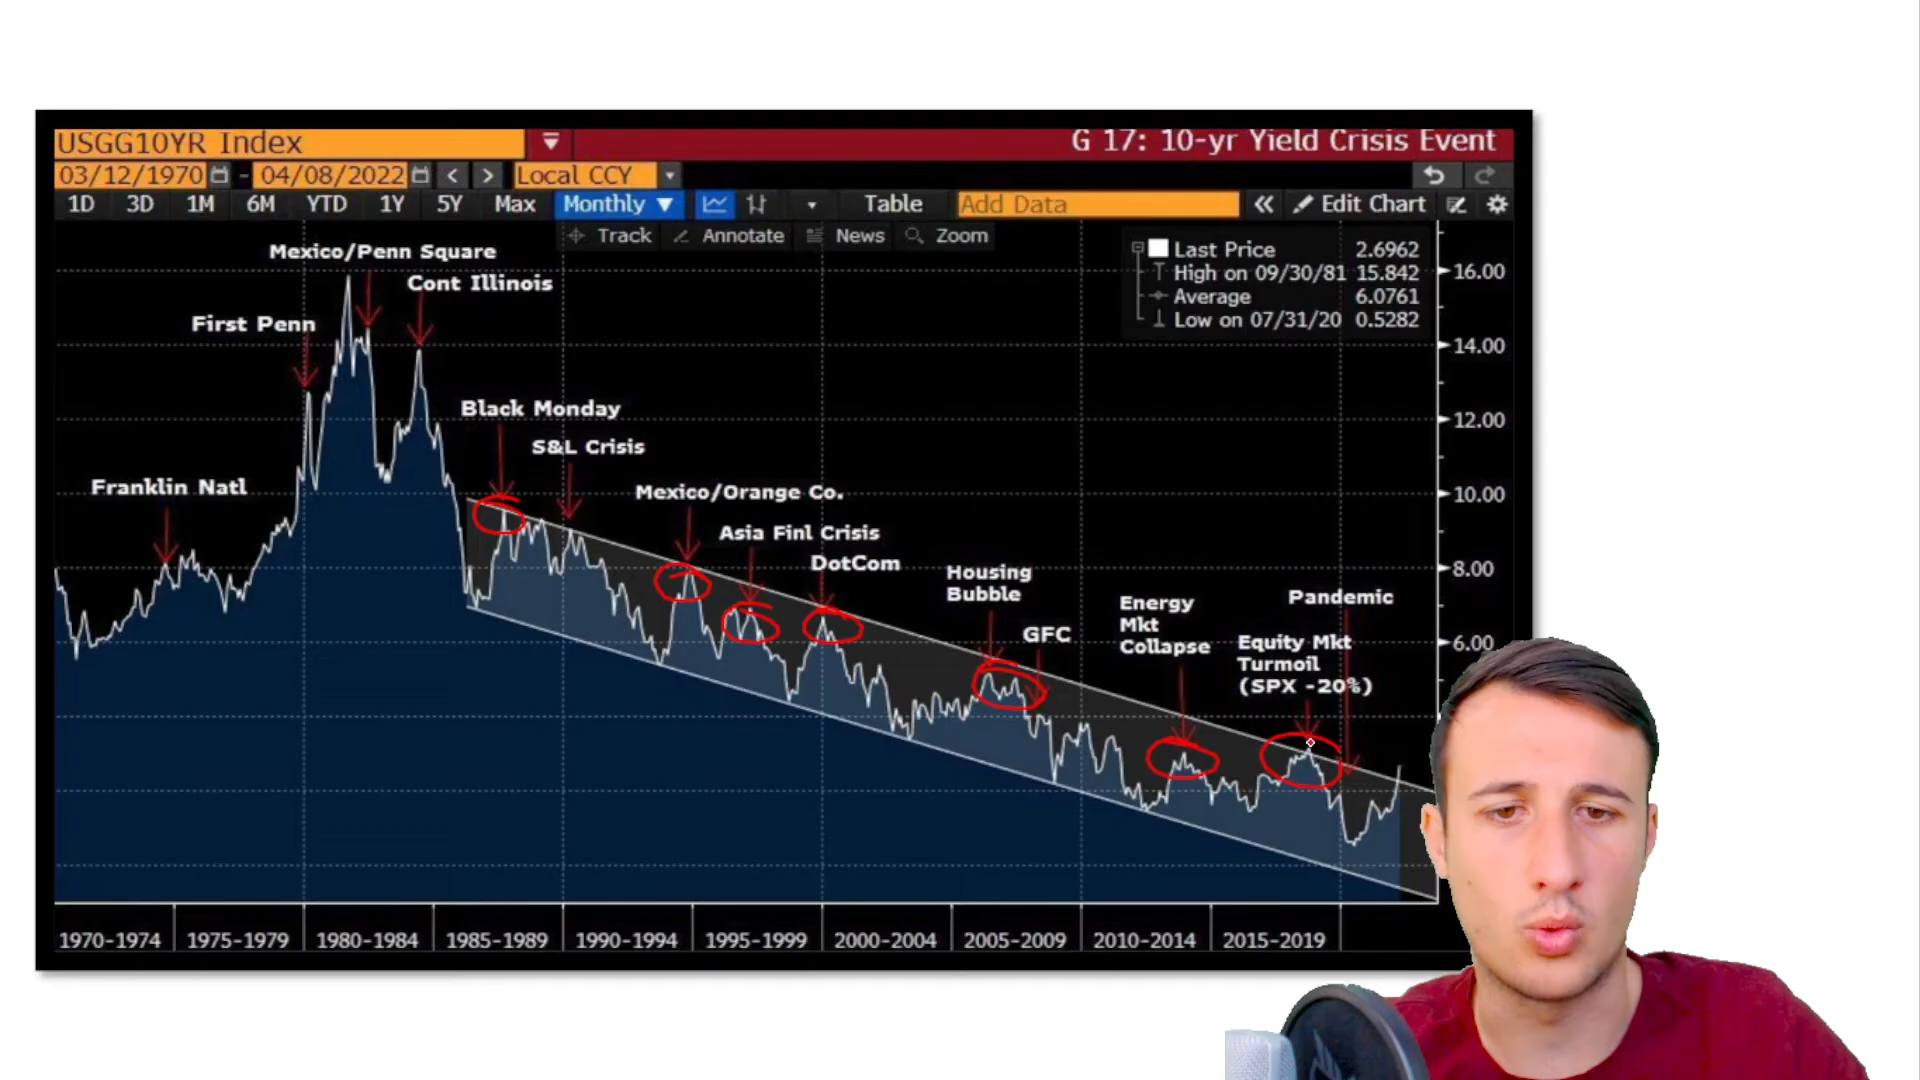 USGG10YR Index
G 17: 10-yr Yield Crisis Event
03/12/1970 - 04/08/2022 < > Local CCY
1D 3D 1M 6M YTD 1Y 5Y Max Monthly ▼ Table Add Data « Edit Chart
Track Annotate News Zoom
Last Price 2.6962
High on 09/30/81 15.842
Average 6.0761
Low on 07/31/20 0.5282
Mexico/Penn Square
Cont Illinois
First Penn
Black Monday
S&L Crisis
Franklin Natl
Mexico/Orange Co.
Asia Finl Crisis
DotCom
Housing
Bubble
GFC
Energy
Mkt
Collapse
Pandemic
Equity Mkt
Turmoil
(SPX -20%)
16.00
14.00
12.00
10.00
8.00
6.00
1970-1974 1975-1979 1980-1984 1985-1989 1990-1994 1995-1999 2000-2004 2005-2009 2010-2014 2015-2019